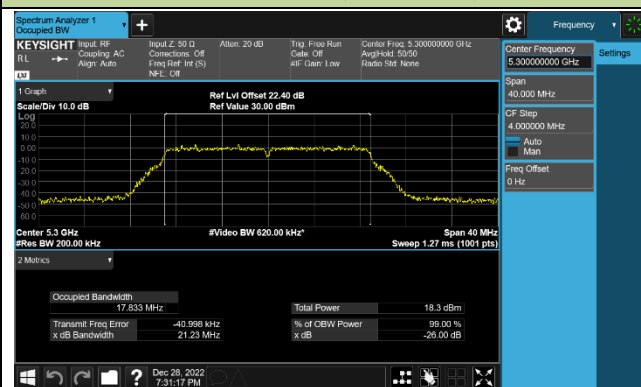 Spectrum Analyzer 1
Occupied BW
+
Frequency
KEYSIGHT
RL
LXI
Input: RF
Coupling: AC
Align: Auto
Input Z: 50 Ω
Corrections: Off
Freq Ref: Int (S)
NFE: Off
Atten: 20 dB
Trig: Free Run
Gate: Off
#IF Gain: Low
Center Freq: 5.300000000 GHz
Avg|Hold: 50/50
Radio Std: None
Center Frequency
5.300000000 GHz
Settings
Span
40.000 MHz
CF Step
4.000000 MHz
Auto
Man
Freq Offset
0 Hz
1 Graph
Scale/Div 10.0 dB
Ref Lvl Offset 22.40 dB
Ref Value 30.00 dBm
Log
20.0
10.0
0.00
-10.0
-20.0
-30.0
-40.0
-50.0
-60.0
Center 5.3 GHz
#Res BW 200.00 kHz
#Video BW 620.00 kHz*
Span 40 MHz
Sweep 1.27 ms (1001 pts)
2 Metrics
Occupied Bandwidth
17.833 MHz
Total Power 18.3 dBm
Transmit Freq Error -40.998 kHz % of OBW Power 99.00 %
x dB Bandwidth 21.23 MHz x dB -26.00 dB
?
Dec 28, 2022
7:31:17 PM